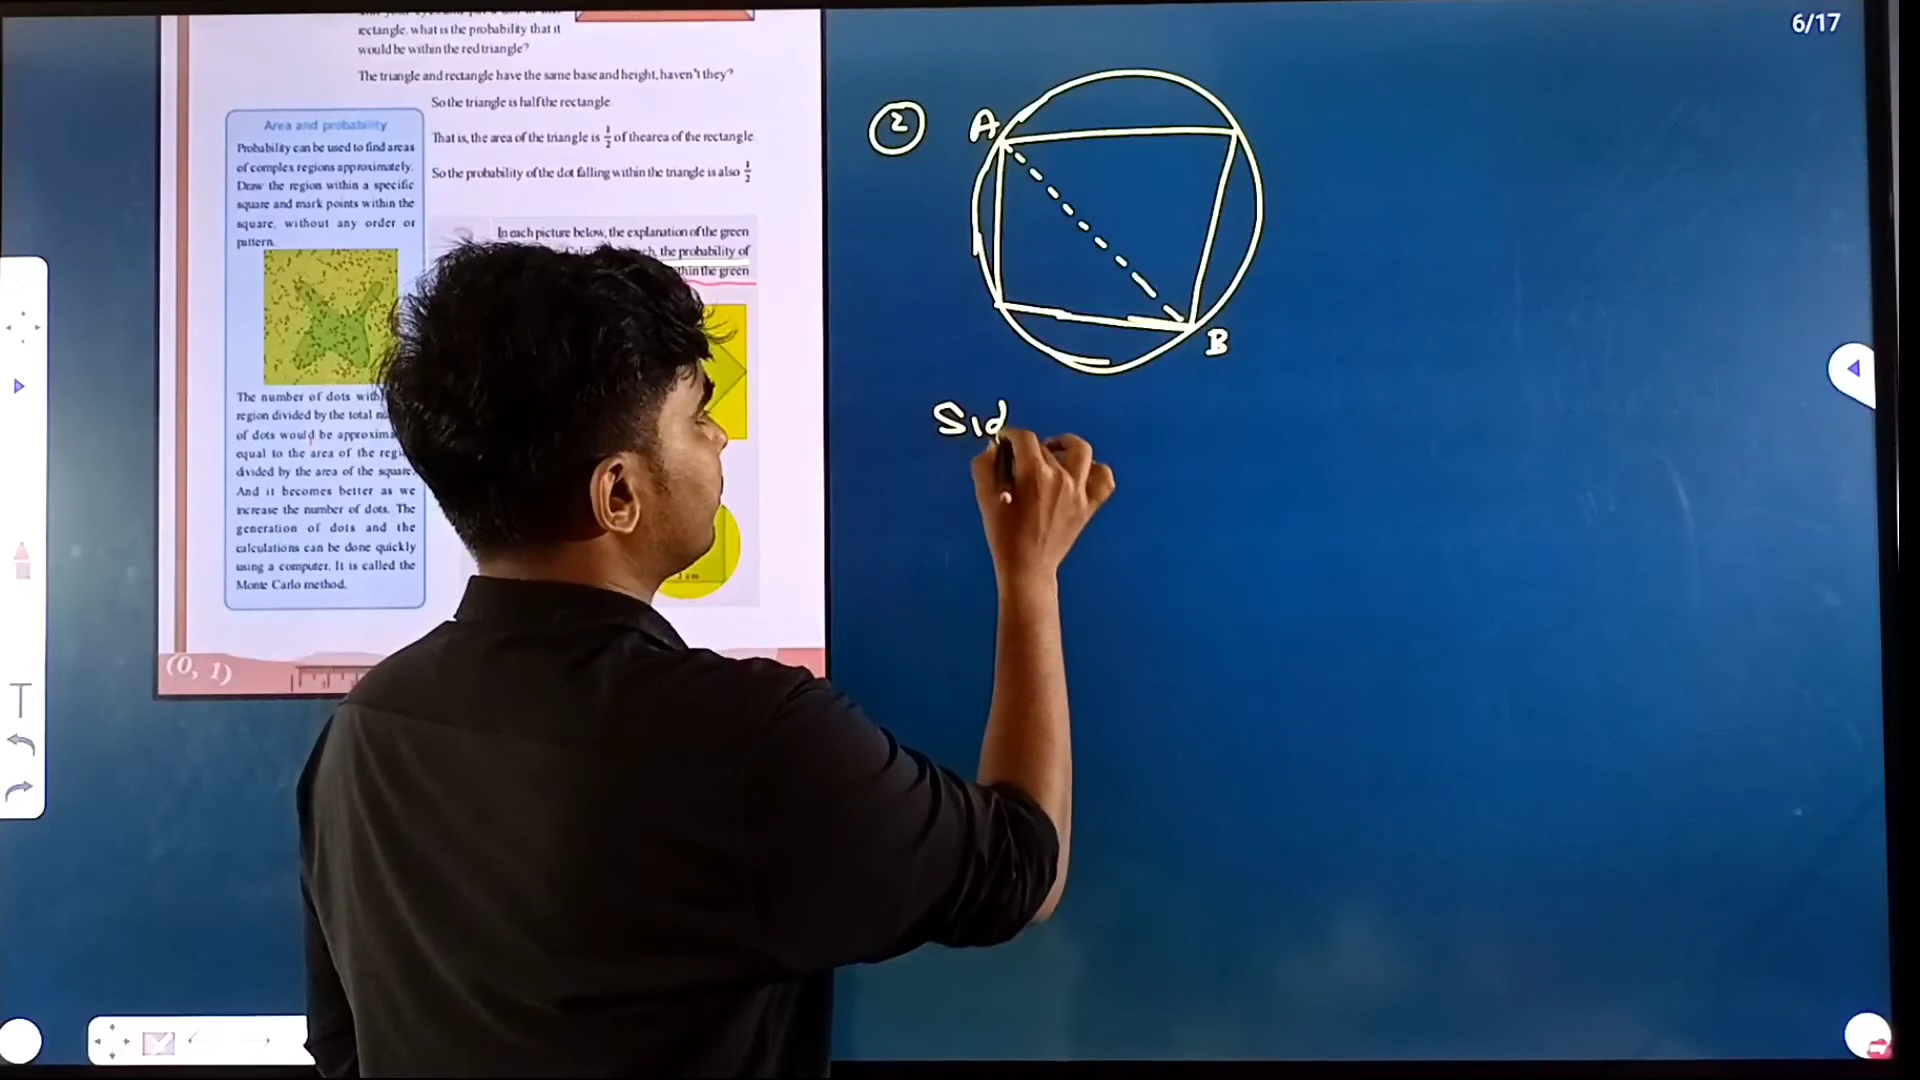 6/17
rectangle, what is the probability that it
would be within the red triangle?
The triangle and rectangle have the same base and height, haven't they?
So the triangle is half the rectangle
That is, the area of the triangle is 1/2 of thearea of the rectangle
So the probability of the dot falling within the triangle is also 1/2
Area and probability
Probability can be used to find areas
of complex regions approximately.
Draw the region within a specific
square and mark points within the
square, without any order or
pattern.
The number of dots with
region divided by the total
of dots would be approxima
equal to the area of the
divided by the area of the square.
And it becomes better as we
increase the number of dots. The
generation of dots and the
calculations can be done quickly
using a computer. It is called the
Monte Carlo method.
In each picture below, the explanation of the green
the probability of
thin the green
cm
(0, 1)
2
A
B
Sid
T